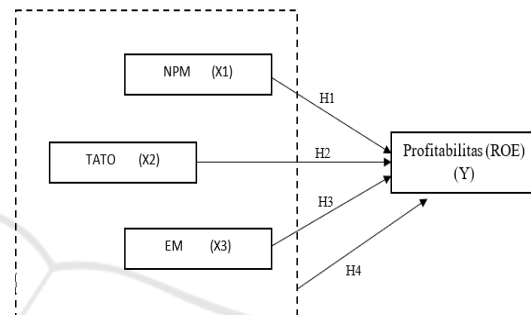 NPM (X1)
H1
TATO (X2)
H2
Profitabilitas (ROE)
(Y)
H3
EM (X3)
H4